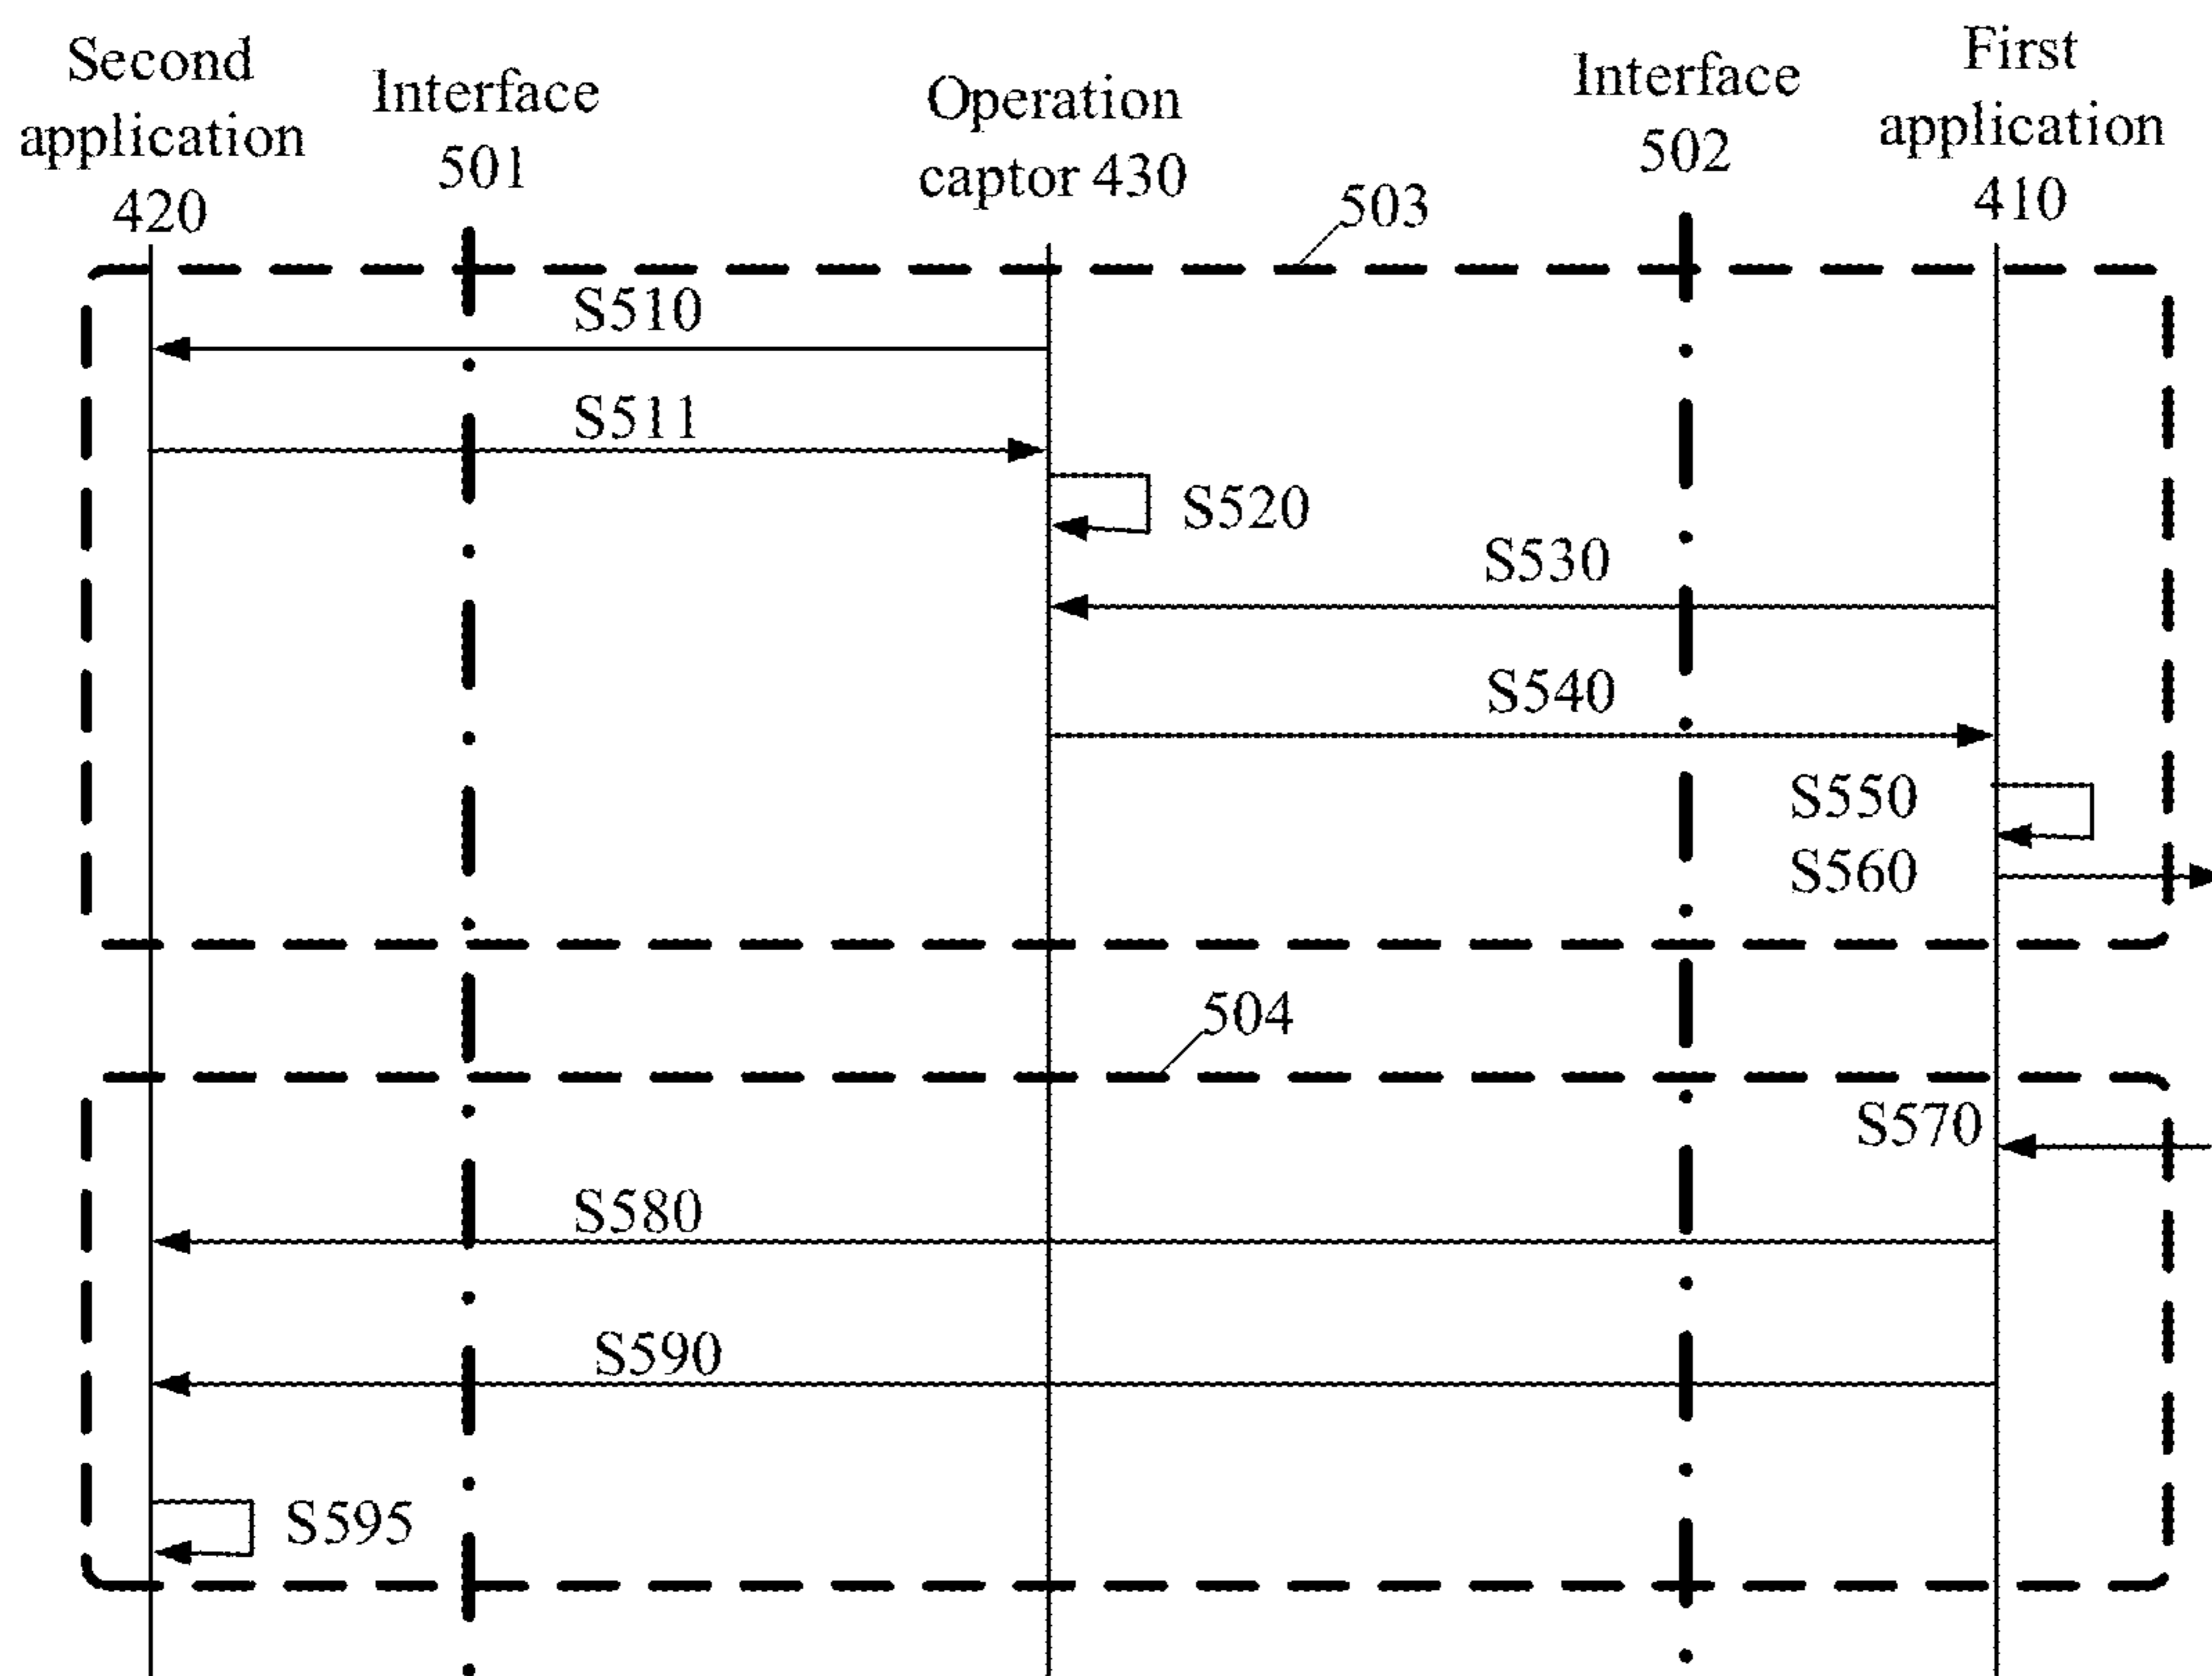 Second
application
420
Interface
501
Operation
captor 430
Interface
502
First
application
410
503
S510
S511
S520
S530
S540
S550
S560
504
S570
S580
S590
S595